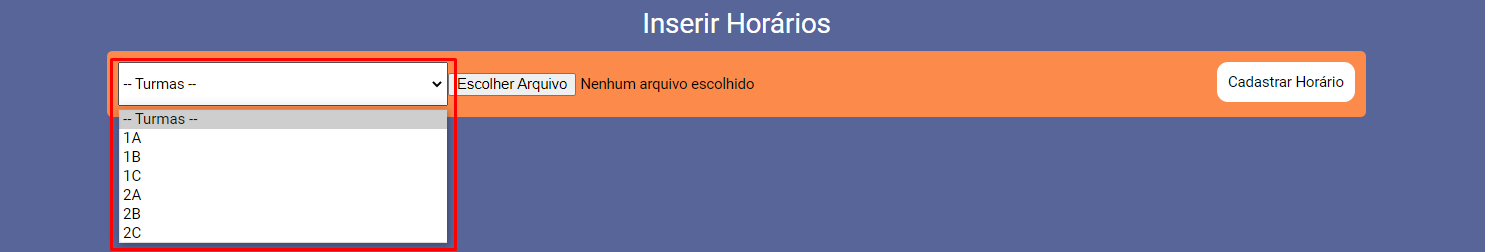 Inserir Horários
-- Turmas --
Escolher Arquivo Nenhum arquivo escolhido
Cadastrar Horário
-- Turmas --
1A
1B
1C
2A
2B
2C